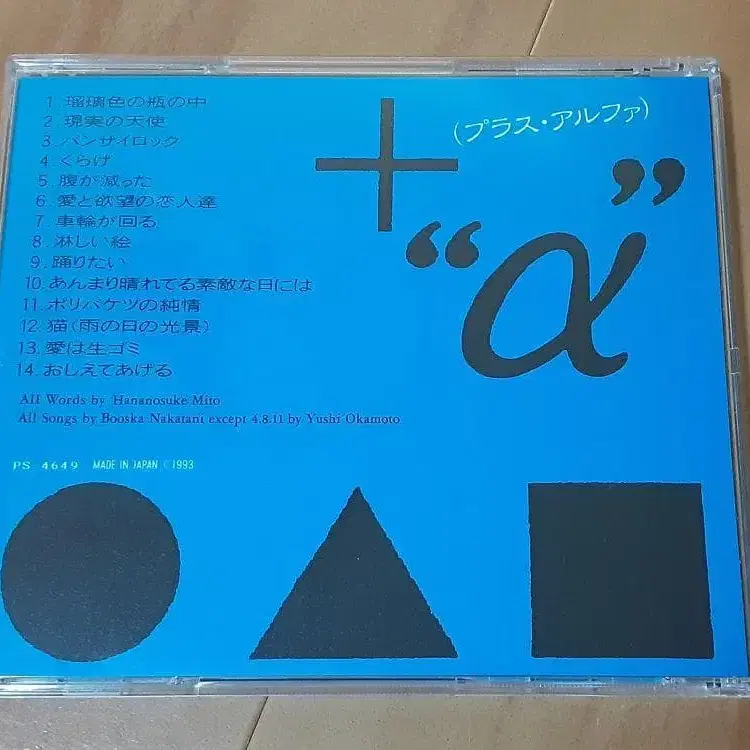 1. 瑠璃色の瓶の中
2. 現実の天使
3. バンザイロック
4. くらげ
5. 腹が減った
6. 愛と欲望の恋人達
7. 車輪が回る
8. 淋しい絵
9. 踊りたい
10. あんまり晴れてる素敵な日には
11. ポリバケツの純情
12. 猫(雨の日の光景)
13. 愛は生ゴミ
14. おしえてあげる
All Words by Hananosuke Mito
All Songs by Booska Nakatani except 4.8.11 by Yushi Okamoto
PS-4649 MADE IN JAPAN © 1993
+
(プラス・アルファ)
“α”